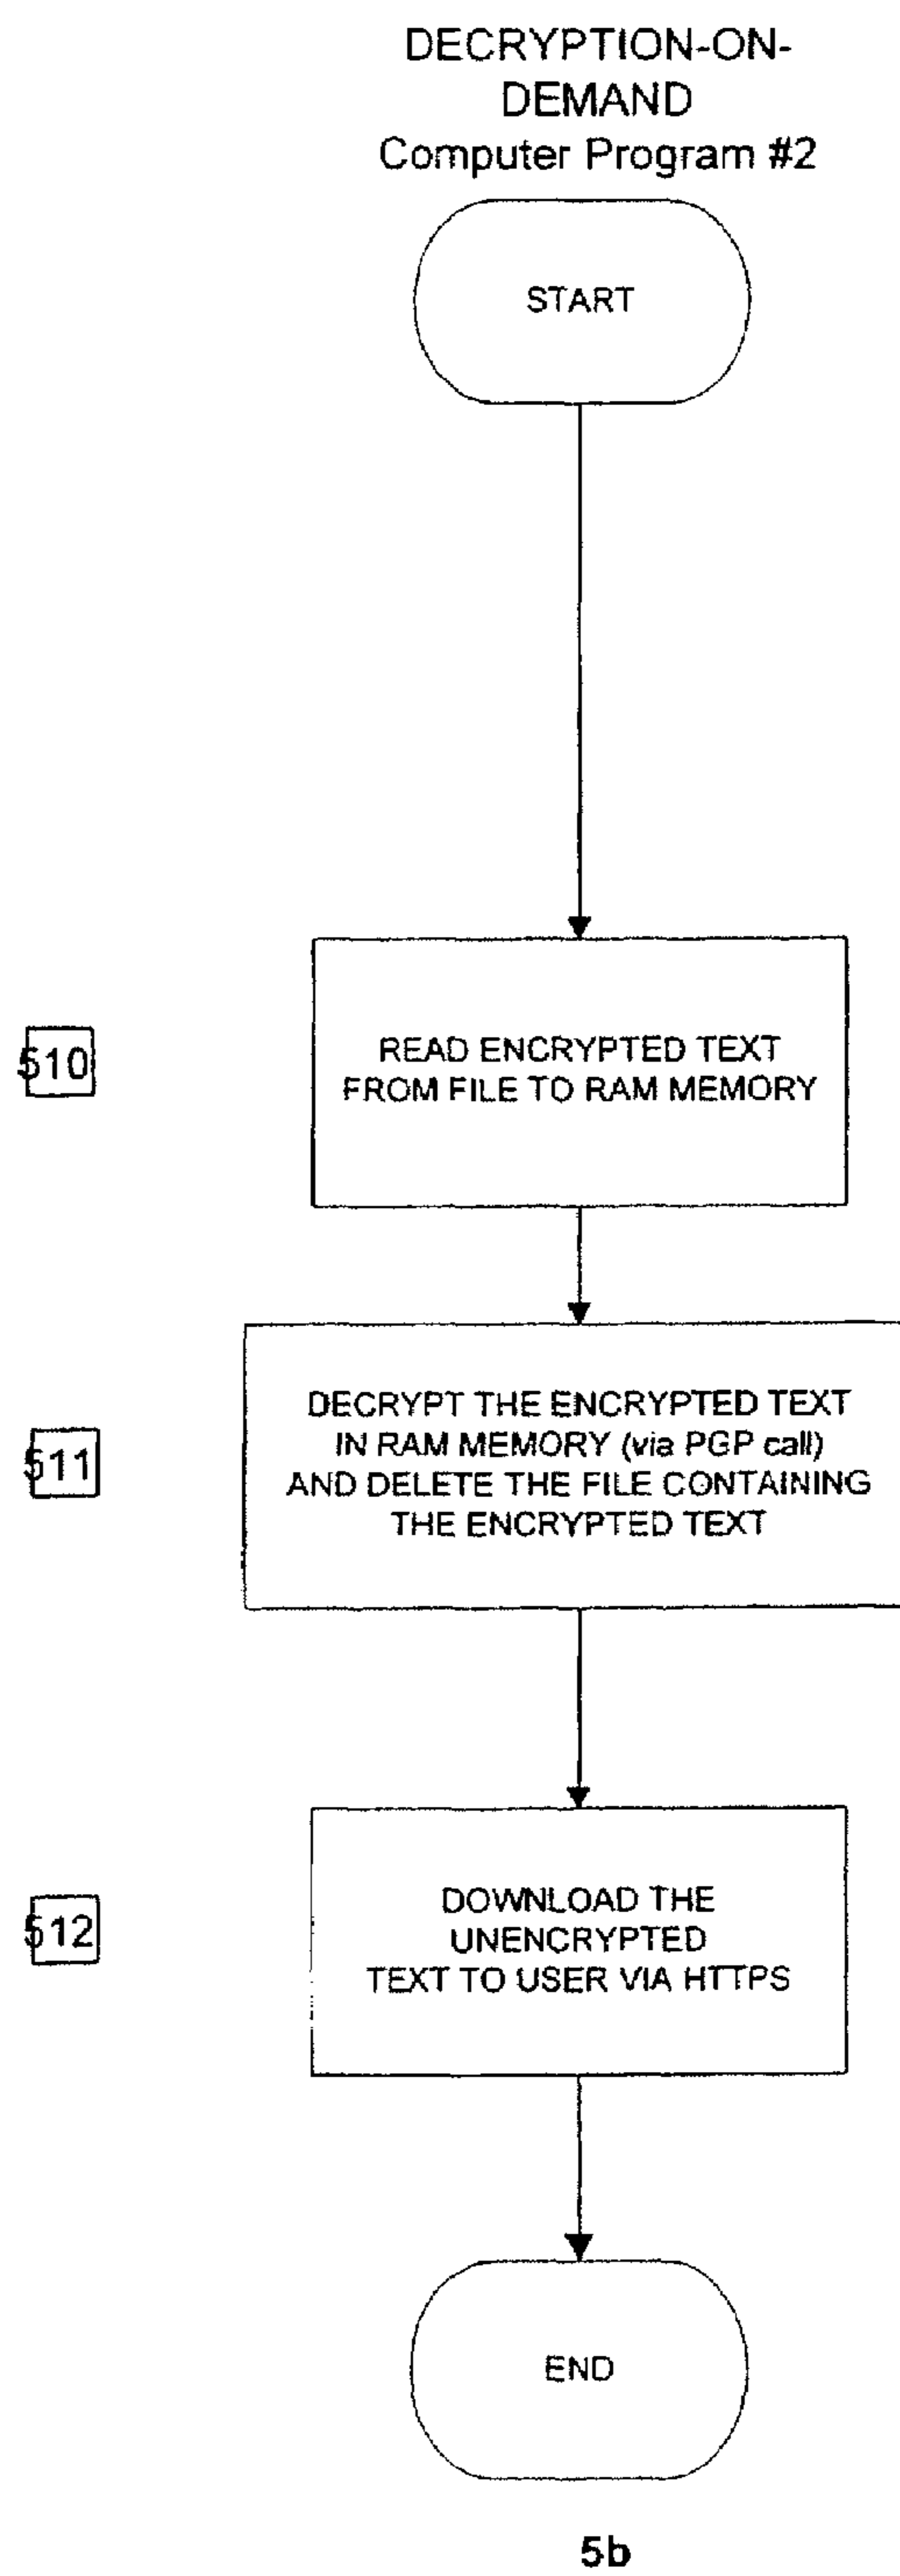 DECRYPTION-ON-
DEMAND
Computer Program #2
START
510
READ ENCRYPTED TEXT
FROM FILE TO RAM MEMORY
511
DECRYPT THE ENCRYPTED TEXT
IN RAM MEMORY (via PGP call)
AND DELETE THE FILE CONTAINING
THE ENCRYPTED TEXT
512
DOWNLOAD THE
UNENCRYPTED
TEXT TO USER VIA HTTPS
END
5b